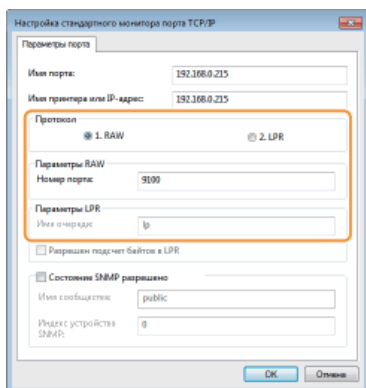 Настройка стандартного монитора порта TCP/IP
Параметры порта
Имя порта: 192.168.0.215
Имя принтера или IP-адрес: 192.168.0.215
Протокол
1. RAW 2. LPR
Параметры RAW
Номер порта: 9100
Параметры LPR
Имя очереди: lp
Разрешен подсчет байтов в LPR
Состояние SNMP разрешено
Имя сообщества: public
Индекс устройства SNMP: 0
OK Отмена